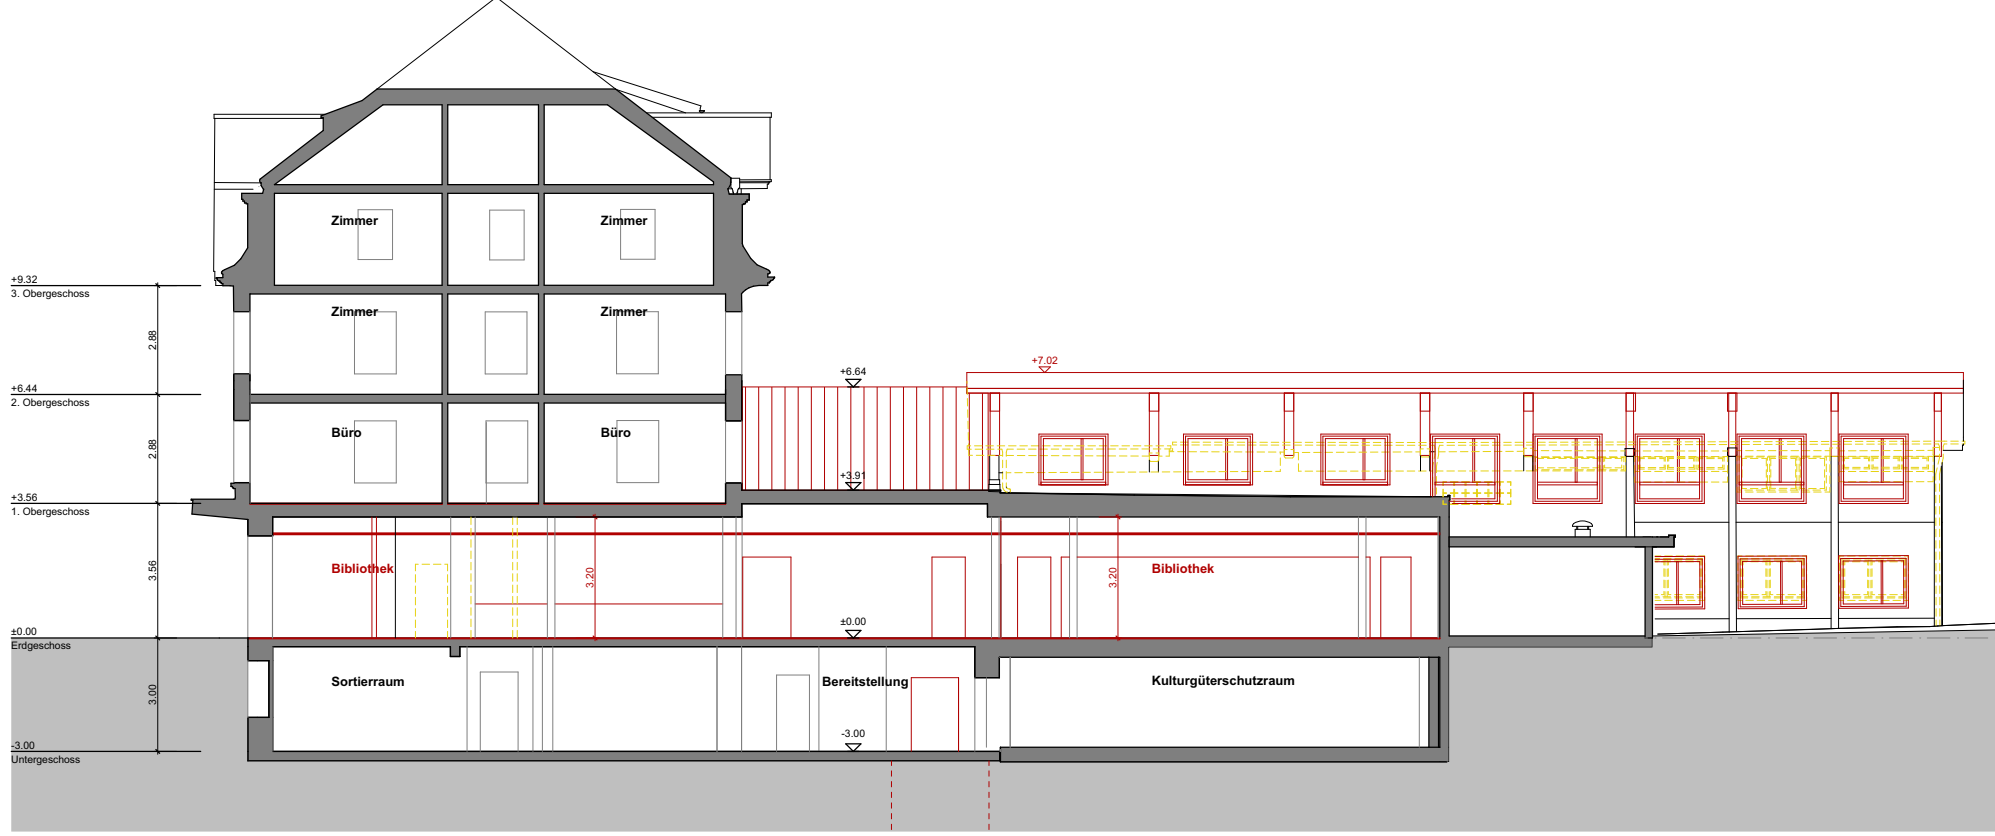 Zimmer
Zimmer
+9.32
3. Obergeschoss
Zimmer
Zimmer
2.88
+7.02
+6.64
+6.44
2. Obergeschoss
Büro
Büro
2.88
+3.91
+3.56
1. Obergeschoss
3.56
Bibliothek
3.20
3.20
Bibliothek
±0.00
±0.00
Erdgeschoss
3.00
Sortierraum
Bereitstellung
Kulturgüterschutzraum
-3.00
-3.00
Untergeschoss